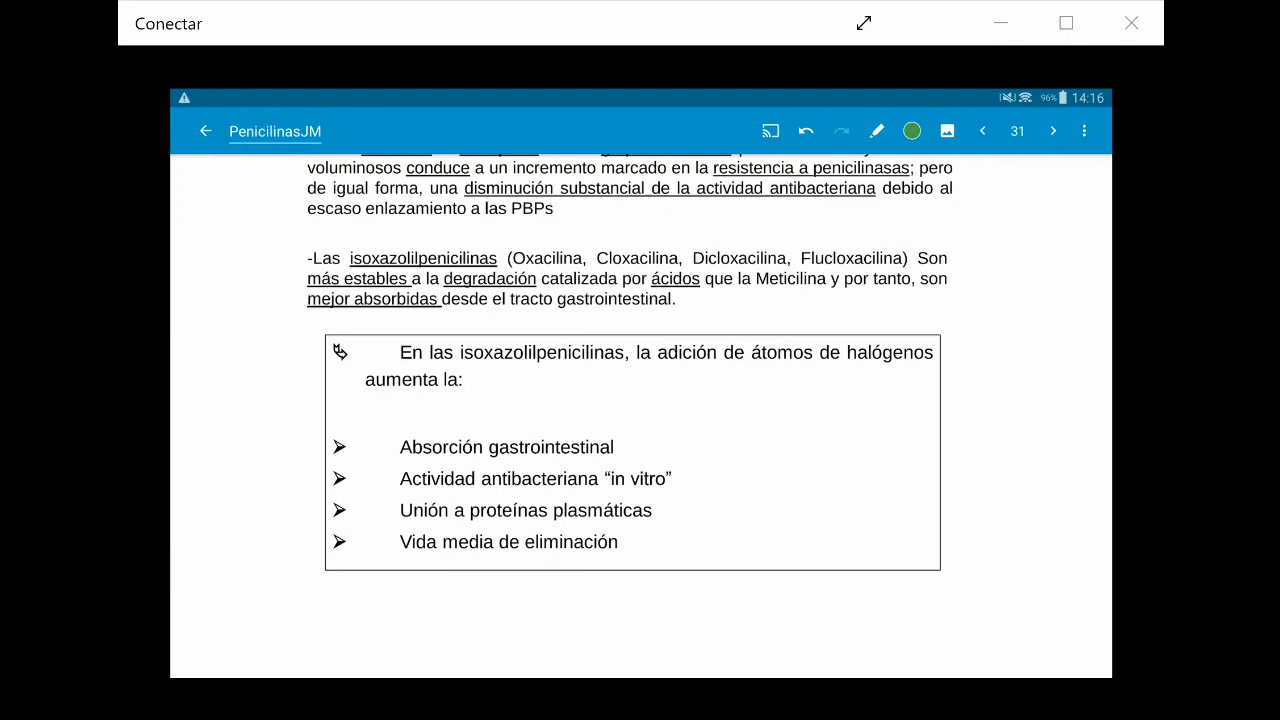 Conectar
96% 14:16
PenicilinasJM
31
voluminosos conduce a un incremento marcado en la resistencia a penicilinasas; pero
de igual forma, una disminución substancial de la actividad antibacteriana debido al
escaso enlazamiento a las PBPs
-Las isoxazolilpenicilinas (Oxacilina, Cloxacilina, Dicloxacilina, Flucloxacilina) Son
más estables a la degradación catalizada por ácidos que la Meticilina y por tanto, son
mejor absorbidas desde el tracto gastrointestinal.
En las isoxazolilpenicilinas, la adición de átomos de halógenos
aumenta la:
Absorción gastrointestinal
Actividad antibacteriana “in vitro”
Unión a proteínas plasmáticas
Vida media de eliminación